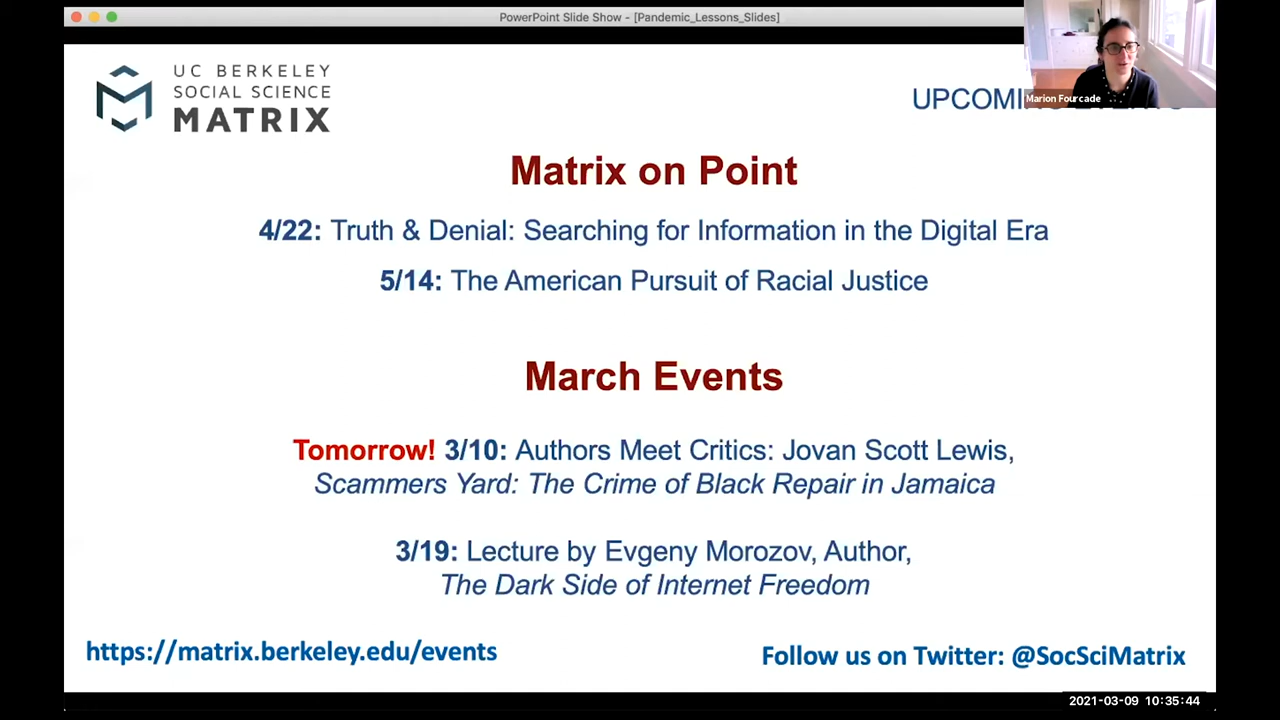 PowerPoint Slide Show - [Pandemic_Lessons_Slides]
UC BERKELEY
SOCIAL SCIENCE
MATRIX
Marion Fourcade
Matrix on Point
4/22: Truth & Denial: Searching for Information in the Digital Era
5/14: The American Pursuit of Racial Justice
March Events
Tomorrow! 3/10: Authors Meet Critics: Jovan Scott Lewis,
Scammers Yard: The Crime of Black Repair in Jamaica
3/19: Lecture by Evgeny Morozov, Author,
The Dark Side of Internet Freedom
https://matrix.berkeley.edu/events
Follow us on Twitter: @SocSciMatrix
2021-03-09 10:35:44